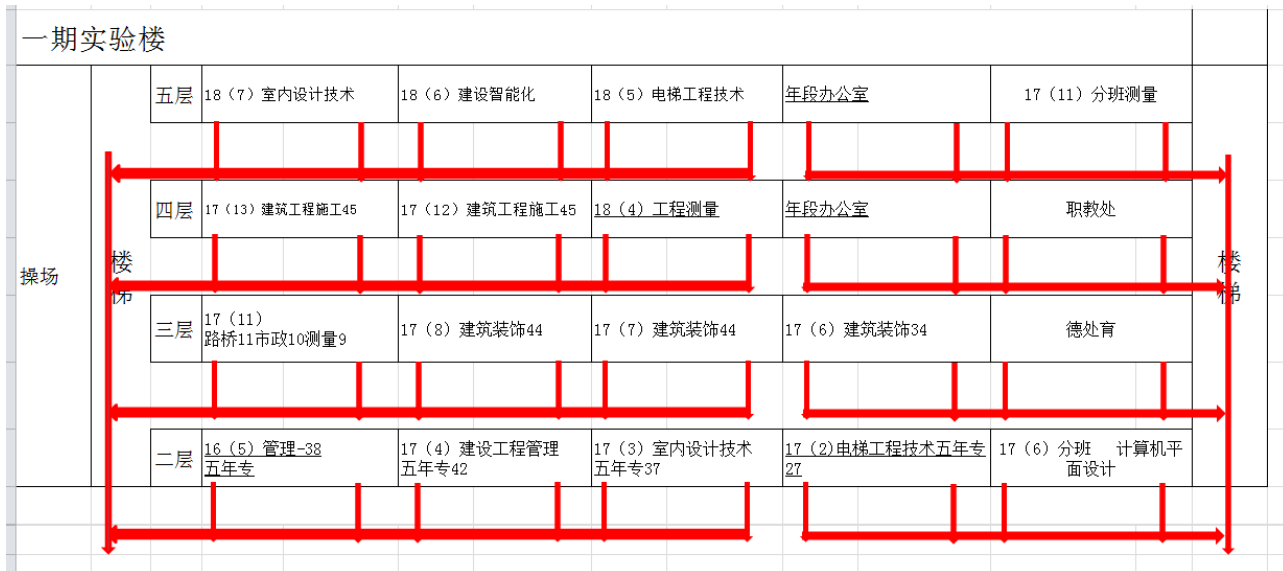 一期实验楼
五层
18（7）室内设计技术
18（6）建设智能化
18（5）电梯工程技术
年段办公室
17（11）分班测量
四层
17（13）建筑工程施工45
17（12）建筑工程施工45
18（4）工程测量
年段办公室
职教处
操场
楼
梯
楼
梯
三层
17（11）
路桥11市政10测量9
17（8）建筑装饰44
17（7）建筑装饰44
17（6）建筑装饰34
德处育
二层
16（5）管理-38
五年专
17（4）建设工程管理
五年专42
17（3）室内设计技术
五年专37
17（2)电梯工程技术五年专
27
17（6）分班 计算机平
面设计